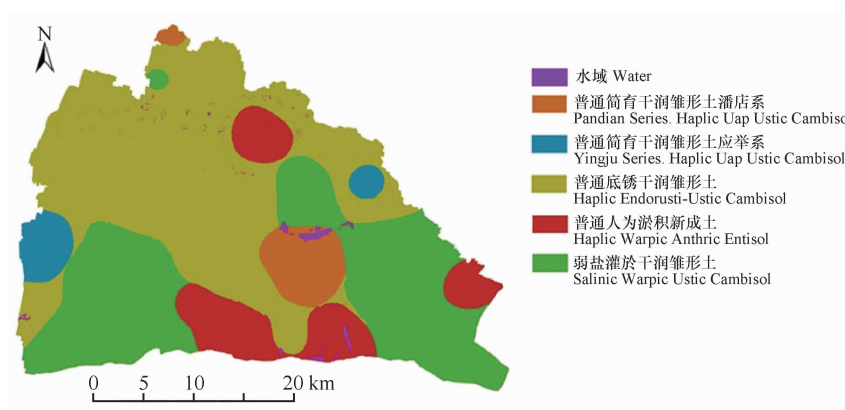 N
水域 Water
普通简育干润雏形土潘店系
Pandian Series. Haplic Uap Ustic Cambiso
普通简育干润雏形土应举系
Yingju Series. Haplic Uap Ustic Cambisol
普通底锈干润雏形土
Haplic Endorusti-Ustic Cambisol
普通人为淤积新成土
Haplic Warpic Anthric Entisol
弱盐灌於干润雏形土
Salinic Warpic Ustic Cambisol
0 5 10 20 km